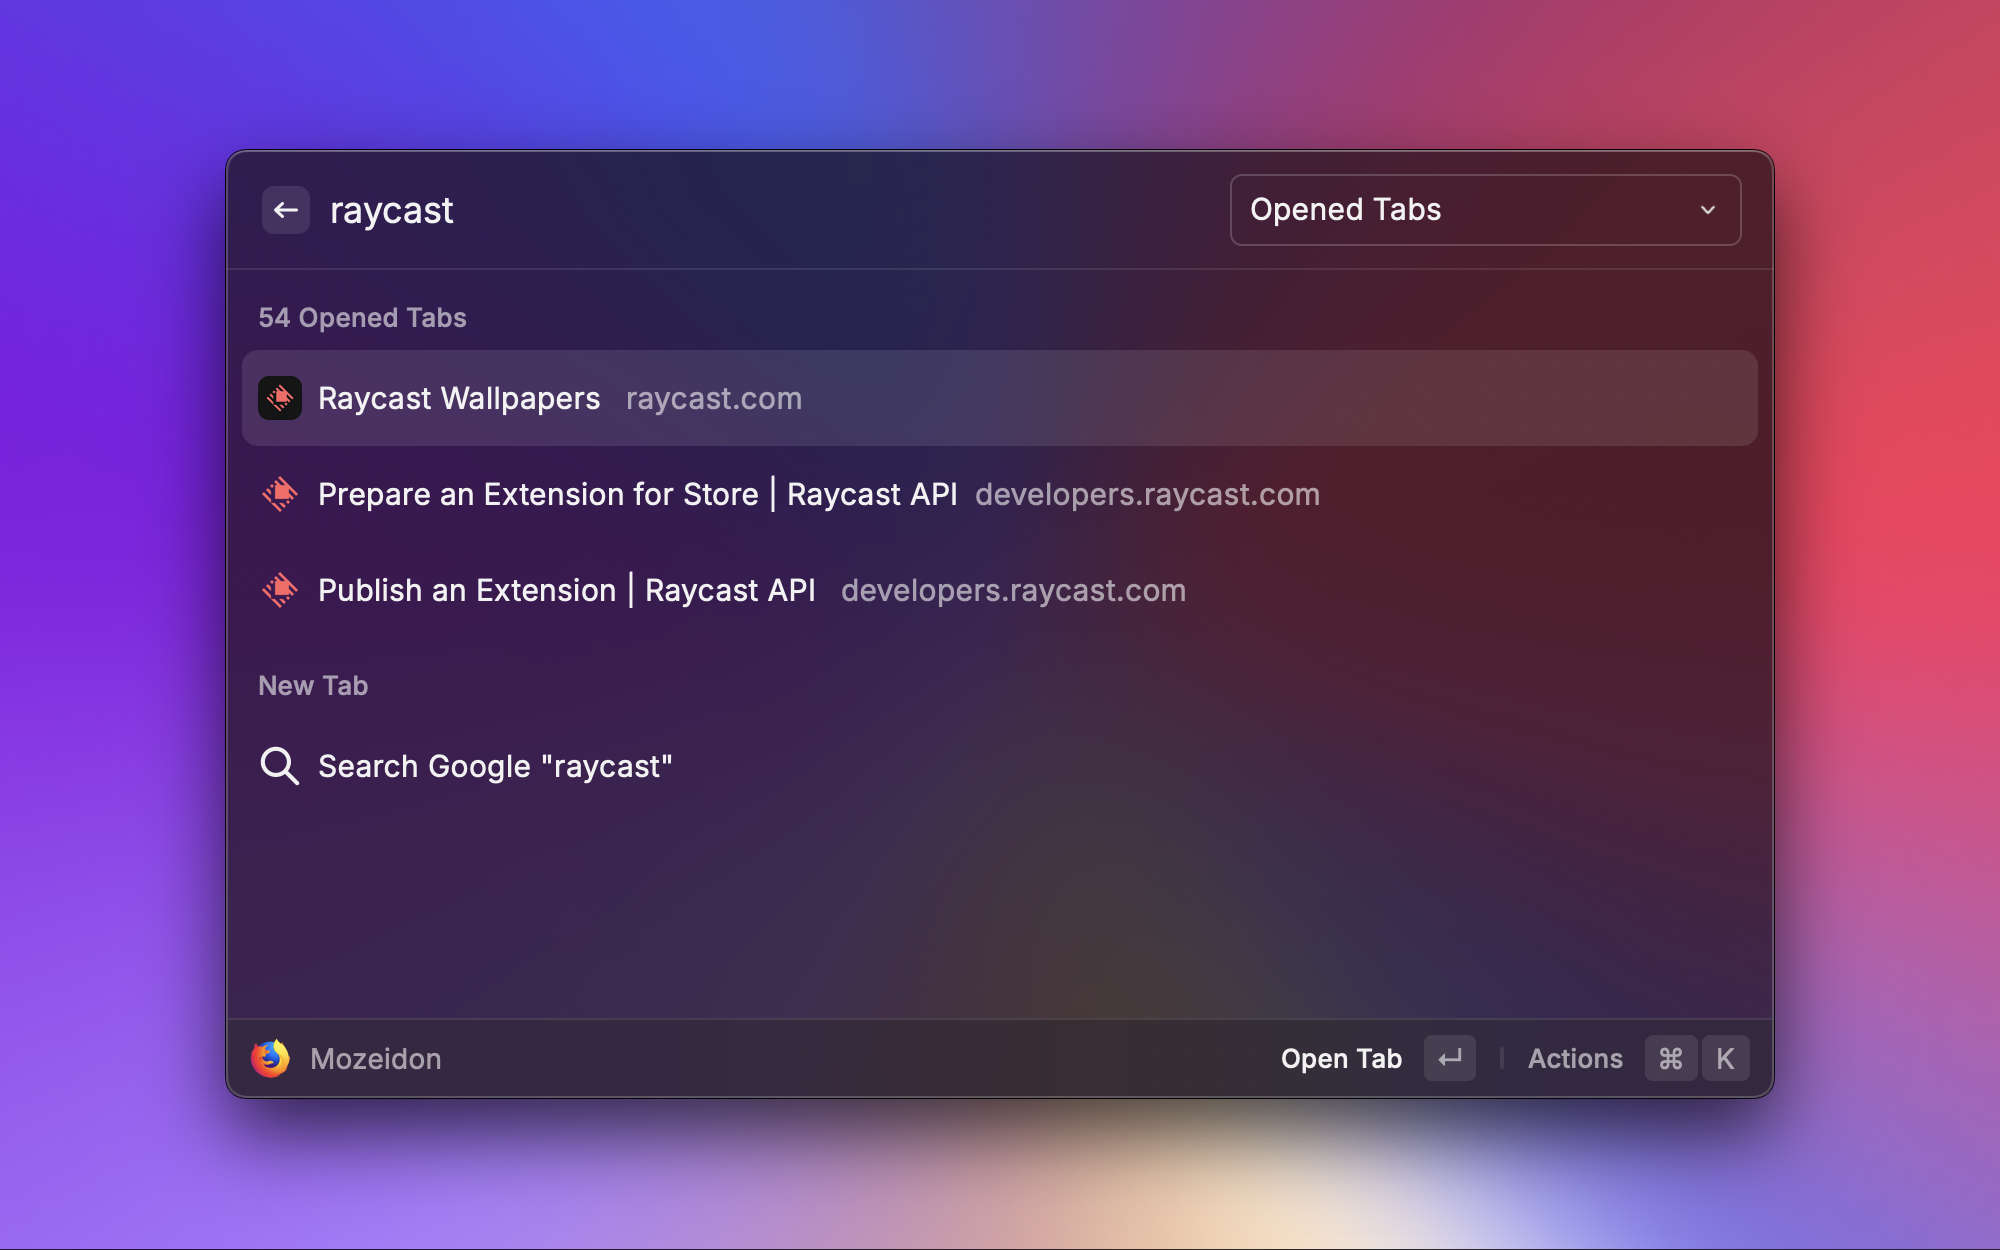 raycast
Opened Tabs
54 Opened Tabs
Raycast Wallpapers raycast.com
Prepare an Extension for Store | Raycast API developers.raycast.com
Publish an Extension | Raycast API developers.raycast.com
New Tab
Search Google "raycast"
Mozeidon
Open Tab ↵ | Actions ⌘ K